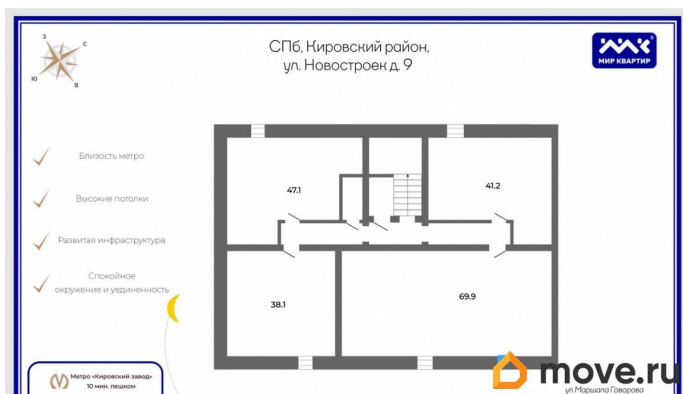 З
С
Ю
В
СПб, Кировский район,
ул. Новостроек д. 9
МИР КВАРТИР
Близость метро
Высокие потолки
Развитая инфраструктура
Спокойное
окружение и уединенность
47.1
41.2
38.1
69.9
Метро «Кировский завод»
10 мин. пешком
move.ru
ул Маршала Говорова